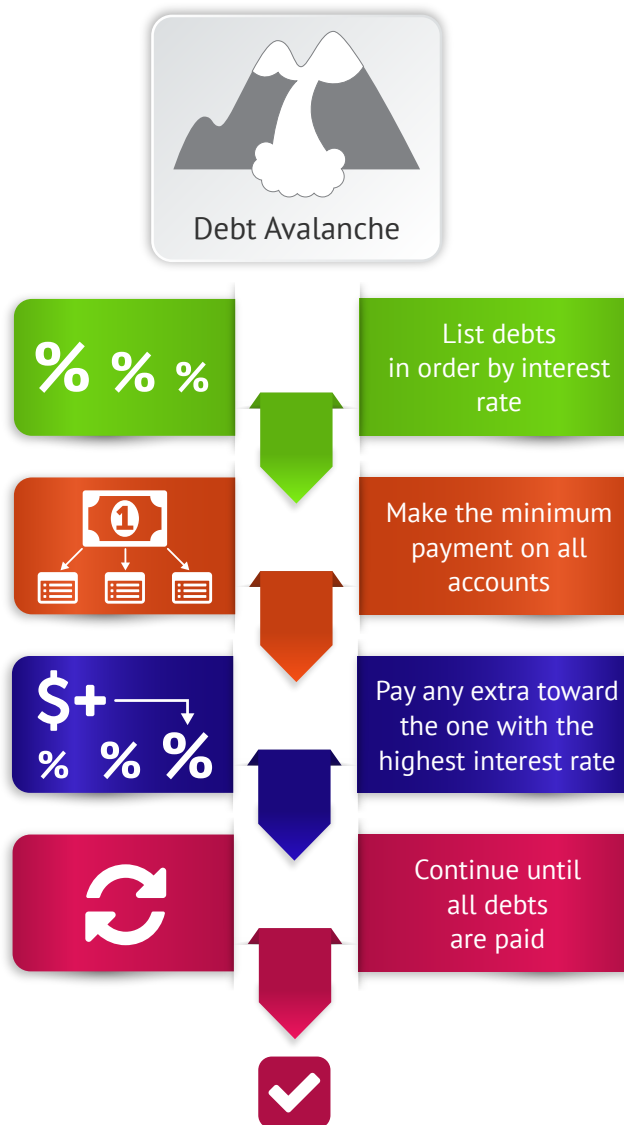 Debt Avalanche
% % %
List debts
in order by interest
rate
1
Make the minimum
payment on all
accounts
$+
% % %
Pay any extra toward
the one with the
highest interest rate
Continue until
all debts
are paid